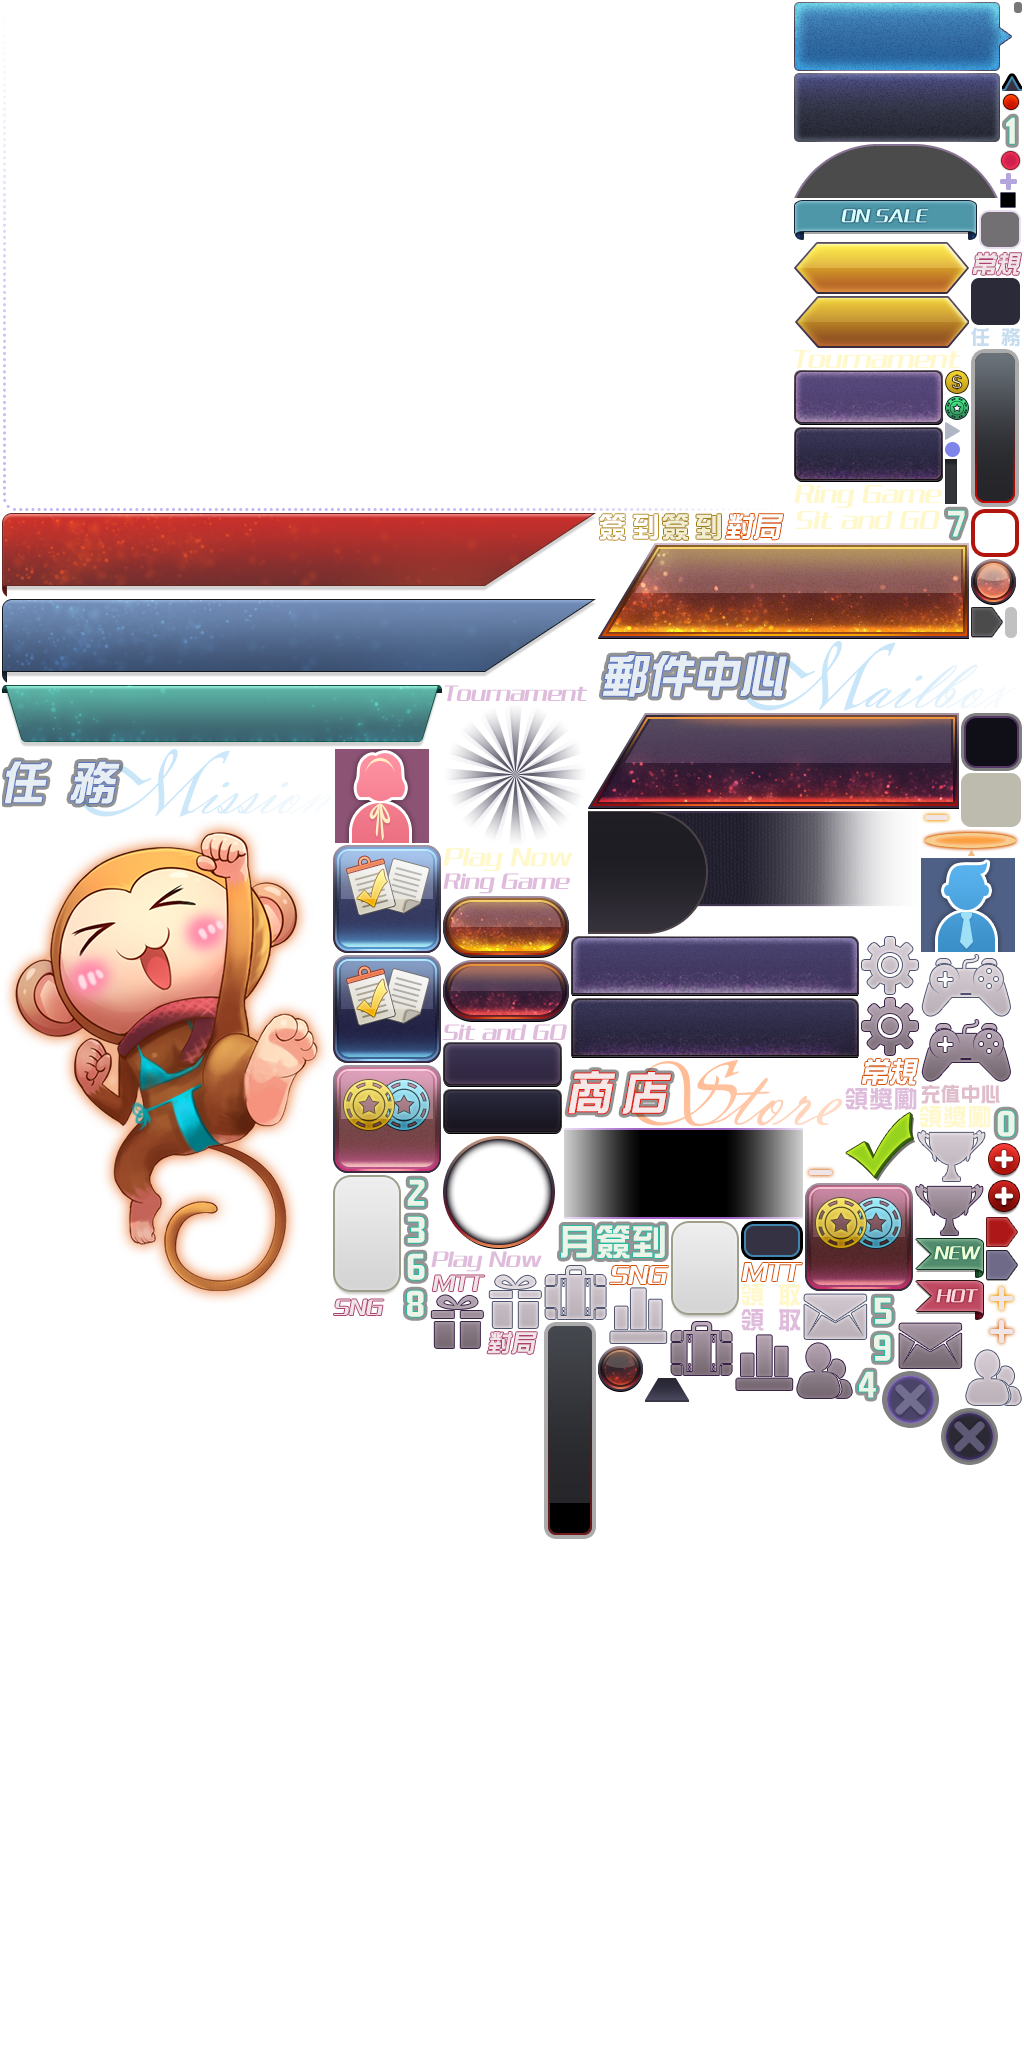 1
ON SALE
常規
任 務
Tournament
Ring Game
Sit and GO
7
簽 到
簽 到
對局
郵件中心
Mailbox
Tournament
任 務
Mission
Play Now
Ring Game
Sit and GO
常規
商 店
Store
領獎勵
充值中心
領獎勵
0
2
3
6
8
月簽到
Play Now
MTT
SNG
SNG
MTT
領 取
領 取
對局
NEW
HOT
5
9
4